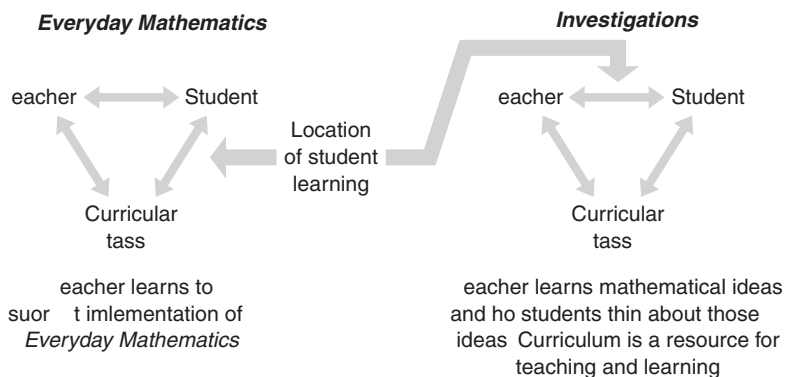 Everyday Mathematics
eacher
Student
Curricular
tass
eacher learns to
suor t imlementation of
Everyday Mathematics
Location
of student
learning
Investigations
eacher
Student
Curricular
tass
eacher learns mathematical ideas
and ho students thin about those
ideas Curriculum is a resource for
teaching and learning